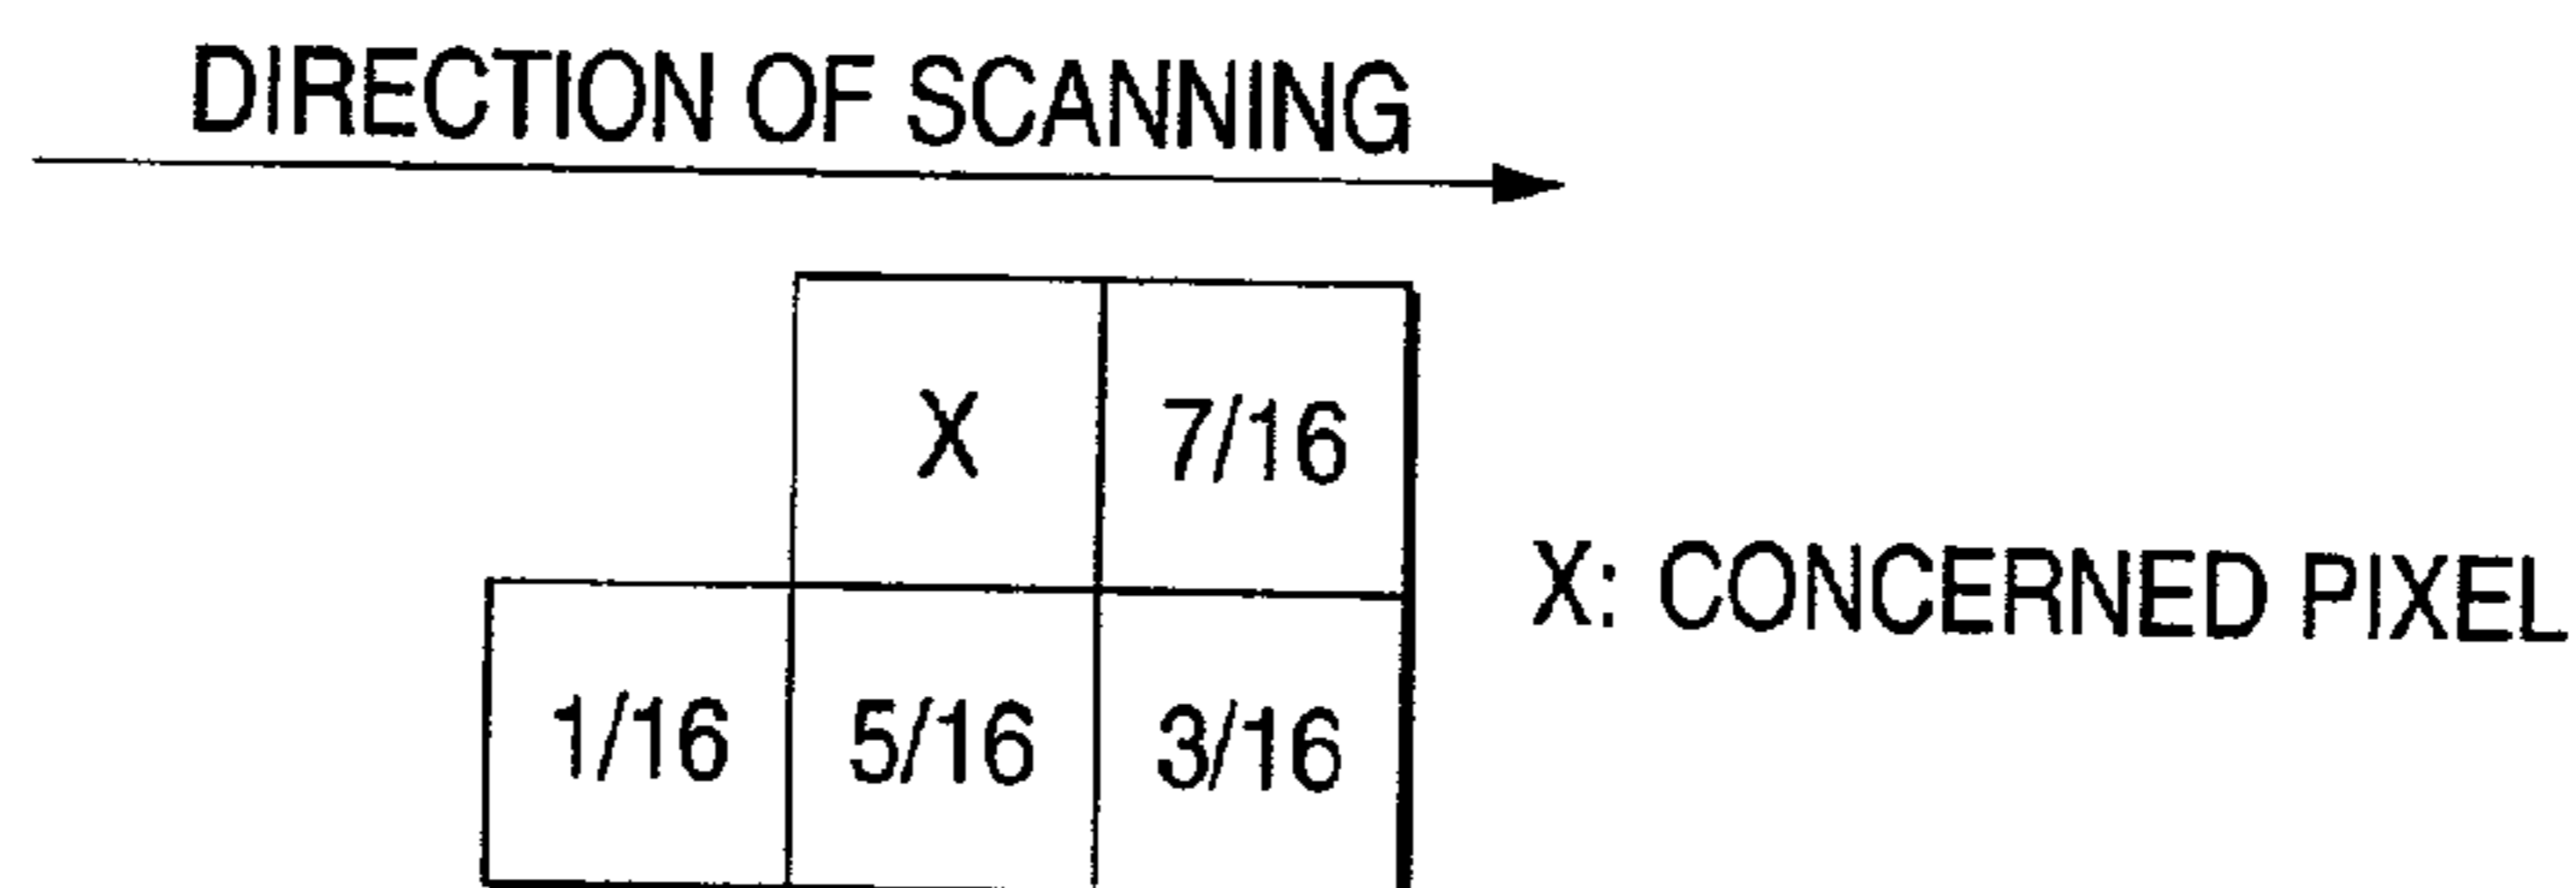 DIRECTION OF SCANNING
X 7/16
X: CONCERNED PIXEL
1/16 5/16 3/16